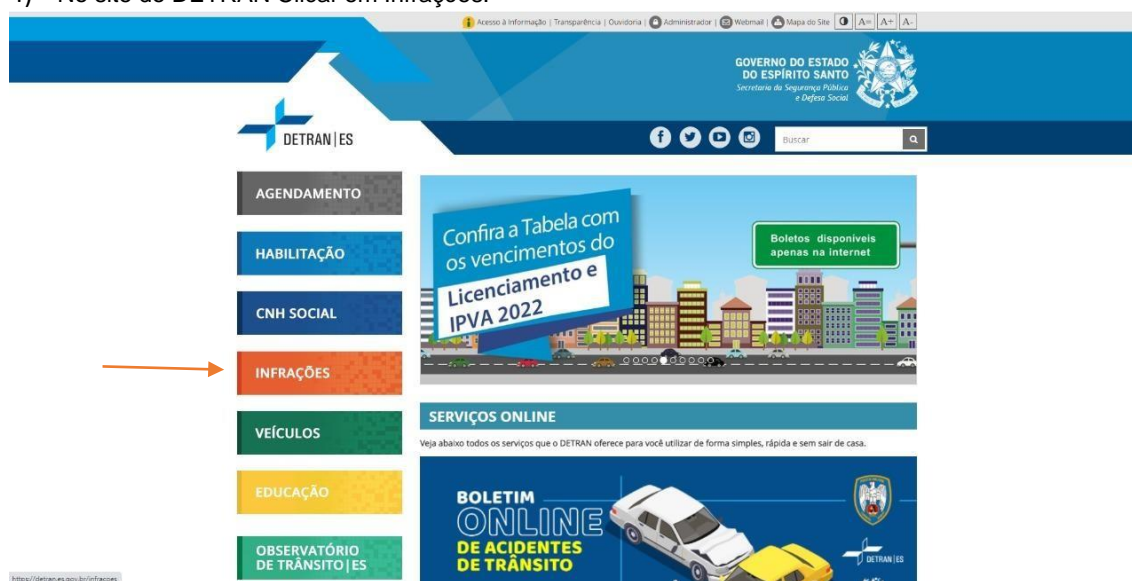 No site do DETRAN Clicar em Infrações.
Acesso à Informação | Transparência | Ouvidoria | Administrador | Webmail | Mapa do Site A= A+ A-
GOVERNO DO ESTADO
DO ESPÍRITO SANTO
Secretaria da Segurança Pública
e Defesa Social
DETRAN|ES
Buscar
AGENDAMENTO
HABILITAÇÃO
CNH SOCIAL
INFRAÇÕES
VEÍCULOS
EDUCAÇÃO
OBSERVATÓRIO
DE TRÂNSITO|ES
Confira a Tabela com
os vencimentos do
Licenciamento e
IPVA 2022
Boletos disponíveis
apenas na internet
SERVIÇOS ONLINE
Veja abaixo todos os serviços que o DETRAN oferece para você utilizar de forma simples, rápida e sem sair de casa.
BOLETIM
ONLINE
DE ACIDENTES
DE TRÂNSITO
DETRAN|ES
https://detran.es.gov.br/infracoes